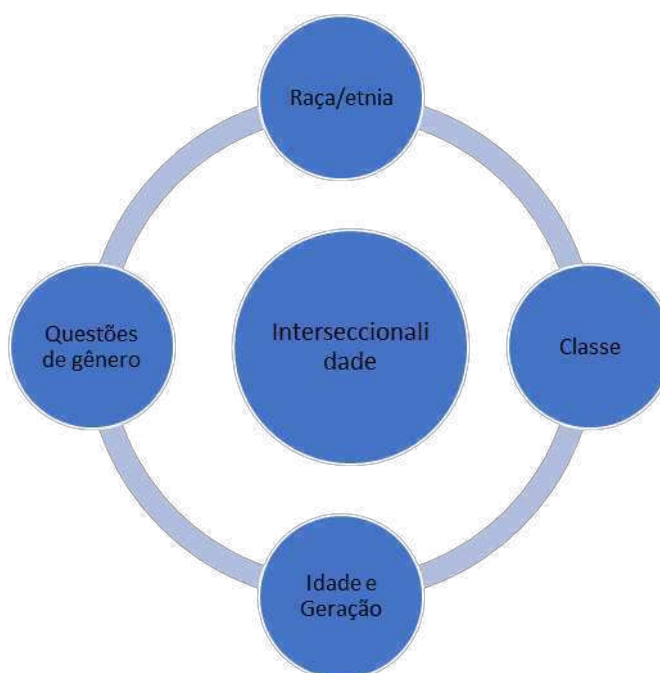 Raça/etnia
Questões
de gênero
Interseccionali
dade
Classe
Idade e
Geração